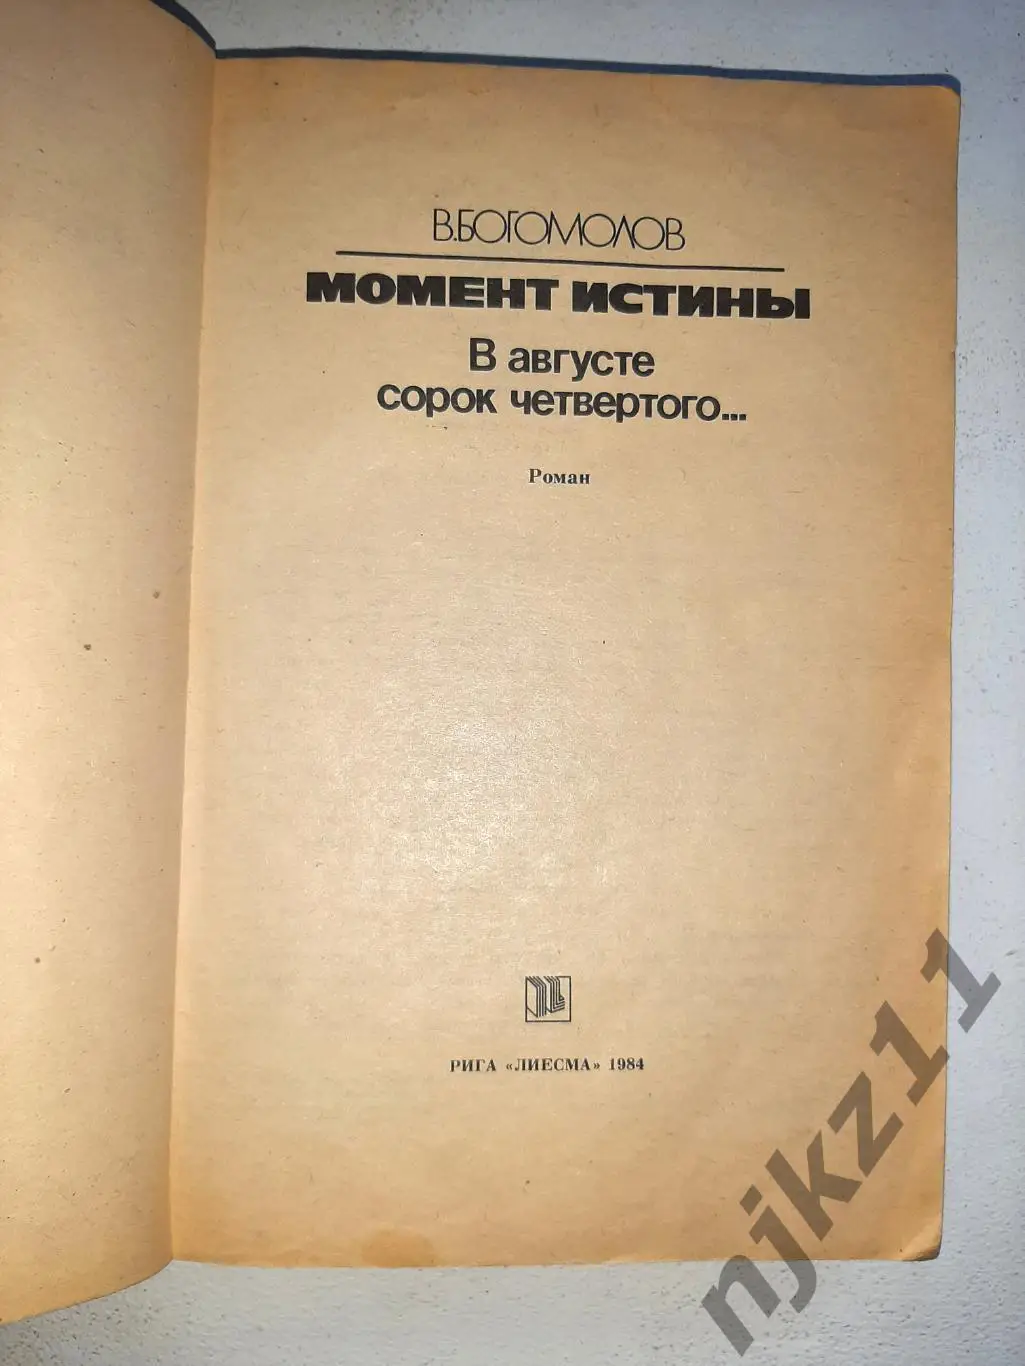 В.БОГОМОЛОВ
МОМЕНТ ИСТИНЫ
В августе
сорок четвертого...
Роман
РИГА «ЛИЕСМА» 1984
njkz11